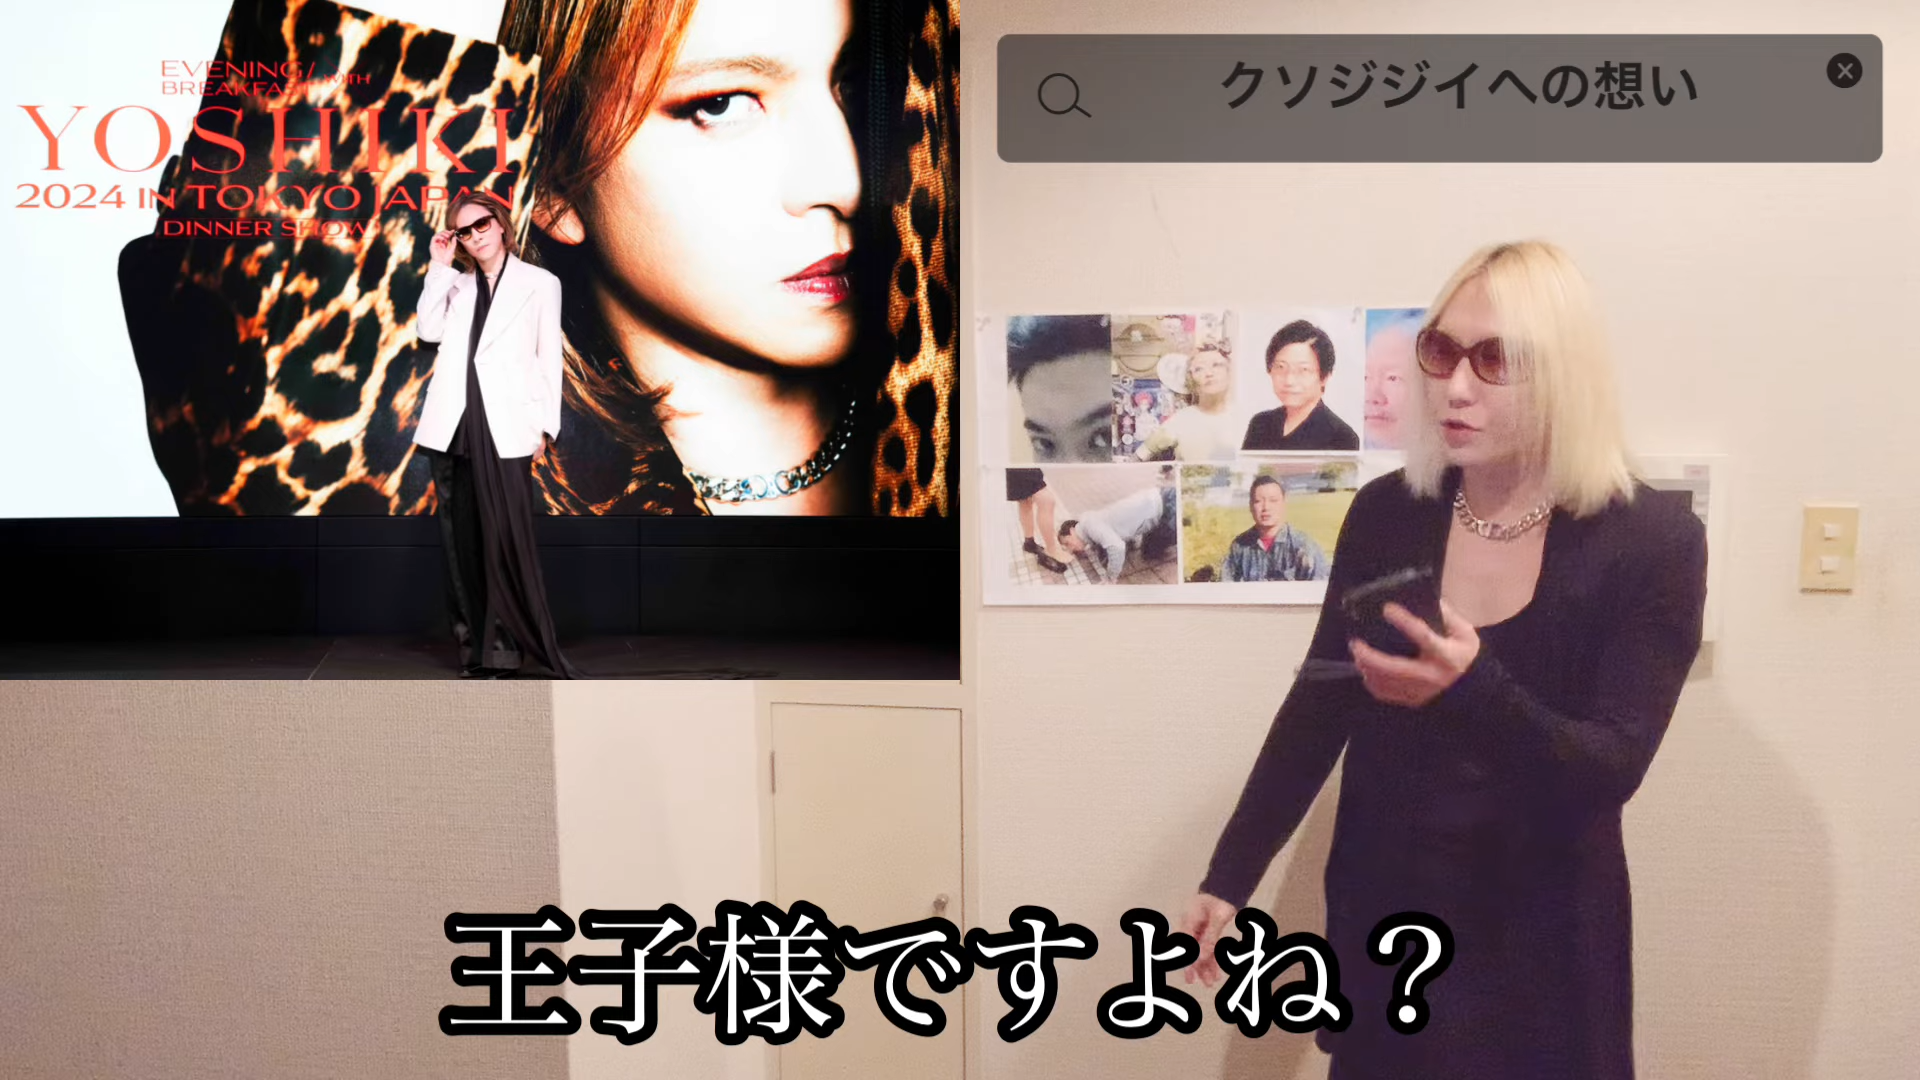 EVENING/
BREAKFAST WITH
YOSHIKI
2024 IN TOKYO JAPAN
DINNER SHOW
クソジジイへの想い
王子様ですよね？